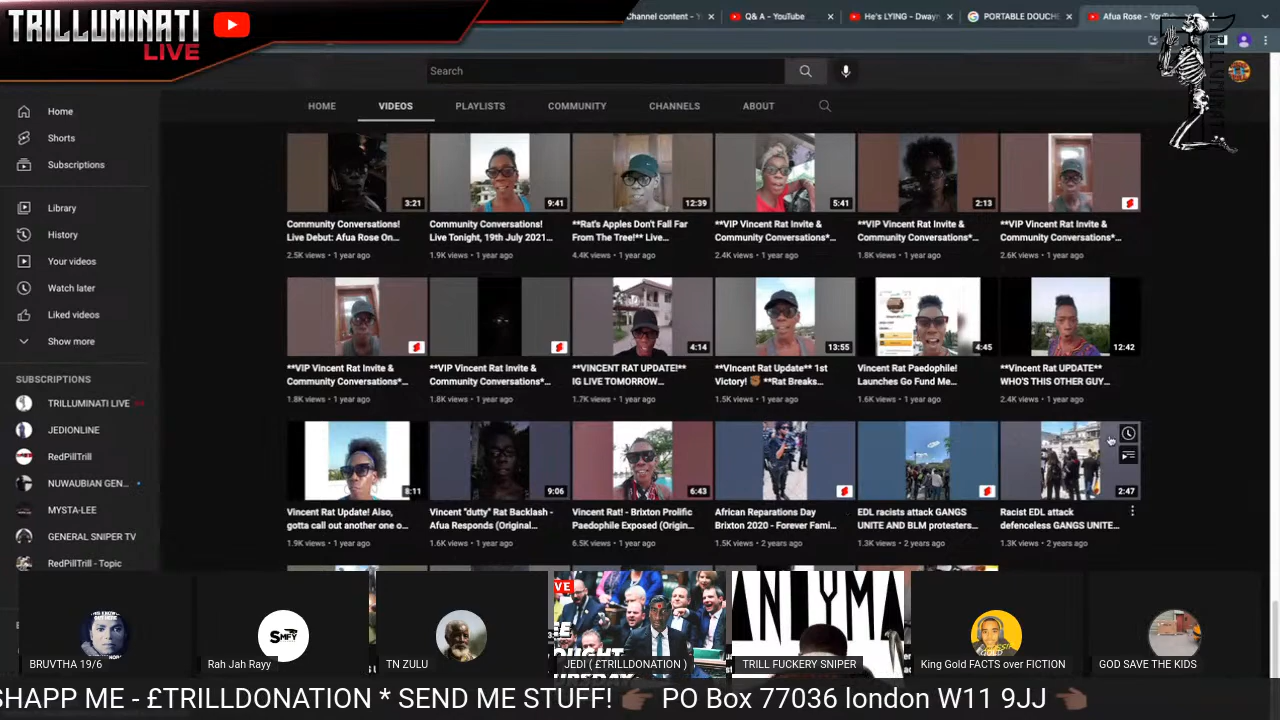 TRILLUMINATI
LIVE
Channel content - Y
Q & A - YouTube
He's LYING - Dwayn
PORTABLE DOUCHE
Afua Rose - YouT
Search
HOME
VIDEOS
PLAYLISTS
COMMUNITY
CHANNELS
ABOUT
Home
Shorts
Subscriptions
Library
History
Your videos
Watch later
Liked videos
Show more
SUBSCRIPTIONS
TRILLUMINATI LIVE
JEDIONLINE
RedPillTrill
NUWAUBIAN GEN...
MYSTA-LEE
GENERAL SNIPER TV
RedPillTrill - Topic
3:21
9:41
12:39
5:41
2:13
Community Conversations!
Live Debut: Afua Rose On...
2.5K views • 1 year ago
Community Conversations!
Live Tonight, 19th July 2021...
1.9K views • 1 year ago
**Rat's Apples Don't Fall Far
From The Tree!** Live...
4.4K views • 1 year ago
**VIP Vincent Rat Invite &
Community Conversations*...
2.4K views • 1 year ago
**VIP Vincent Rat Invite &
Community Conversations*...
1.8K views • 1 year ago
**VIP Vincent Rat Invite &
Community Conversations*...
2.6K views • 1 year ago
4:14
13:55
4:45
12:42
**VIP Vincent Rat Invite &
Community Conversations*...
1.8K views • 1 year ago
**VIP Vincent Rat Invite &
Community Conversations*...
1.8K views • 1 year ago
**VINCENT RAT UPDATE!**
IG LIVE TOMORROW...
1.7K views • 1 year ago
**Vincent Rat Update** 1st
Victory! ✊🏾 **Rat Breaks...
1.5K views • 1 year ago
Vincent Rat Paedophile!
Launches Go Fund Me...
1.6K views • 1 year ago
**Vincent Rat UPDATE**
WHO'S THIS OTHER GUY...
2.4K views • 1 year ago
8:11
9:06
6:43
2:47
Vincent Rat Update! Also,
gotta call out another one o...
1.9K views • 1 year ago
Vincent "dutty" Rat Backlash -
Afua Responds (Original...
1.6K views • 1 year ago
Vincent Rat! - Brixton Prolific
Paedophile Exposed (Origin...
6.5K views • 1 year ago
African Reparations Day
Brixton 2020 - Forever Fami...
1.5K views • 2 years ago
EDL racists attack GANGS
UNITE AND BLM protesters...
1.3K views • 2 years ago
Racist EDL attack
defenceless GANGS UNITE...
1.3K views • 2 years ago
SMFY
BRUVTHA 19/6
Rah Jah Rayy
TN ZULU
JEDI ( £TRILLDONATION )
TRILL FUCKERY SNIPER
King Gold FACTS over FICTION
GOD SAVE THE KIDS
SHAPP ME - £TRILLDONATION * SEND ME STUFF! 👉🏾 PO Box 77036 london W11 9JJ 👈🏾